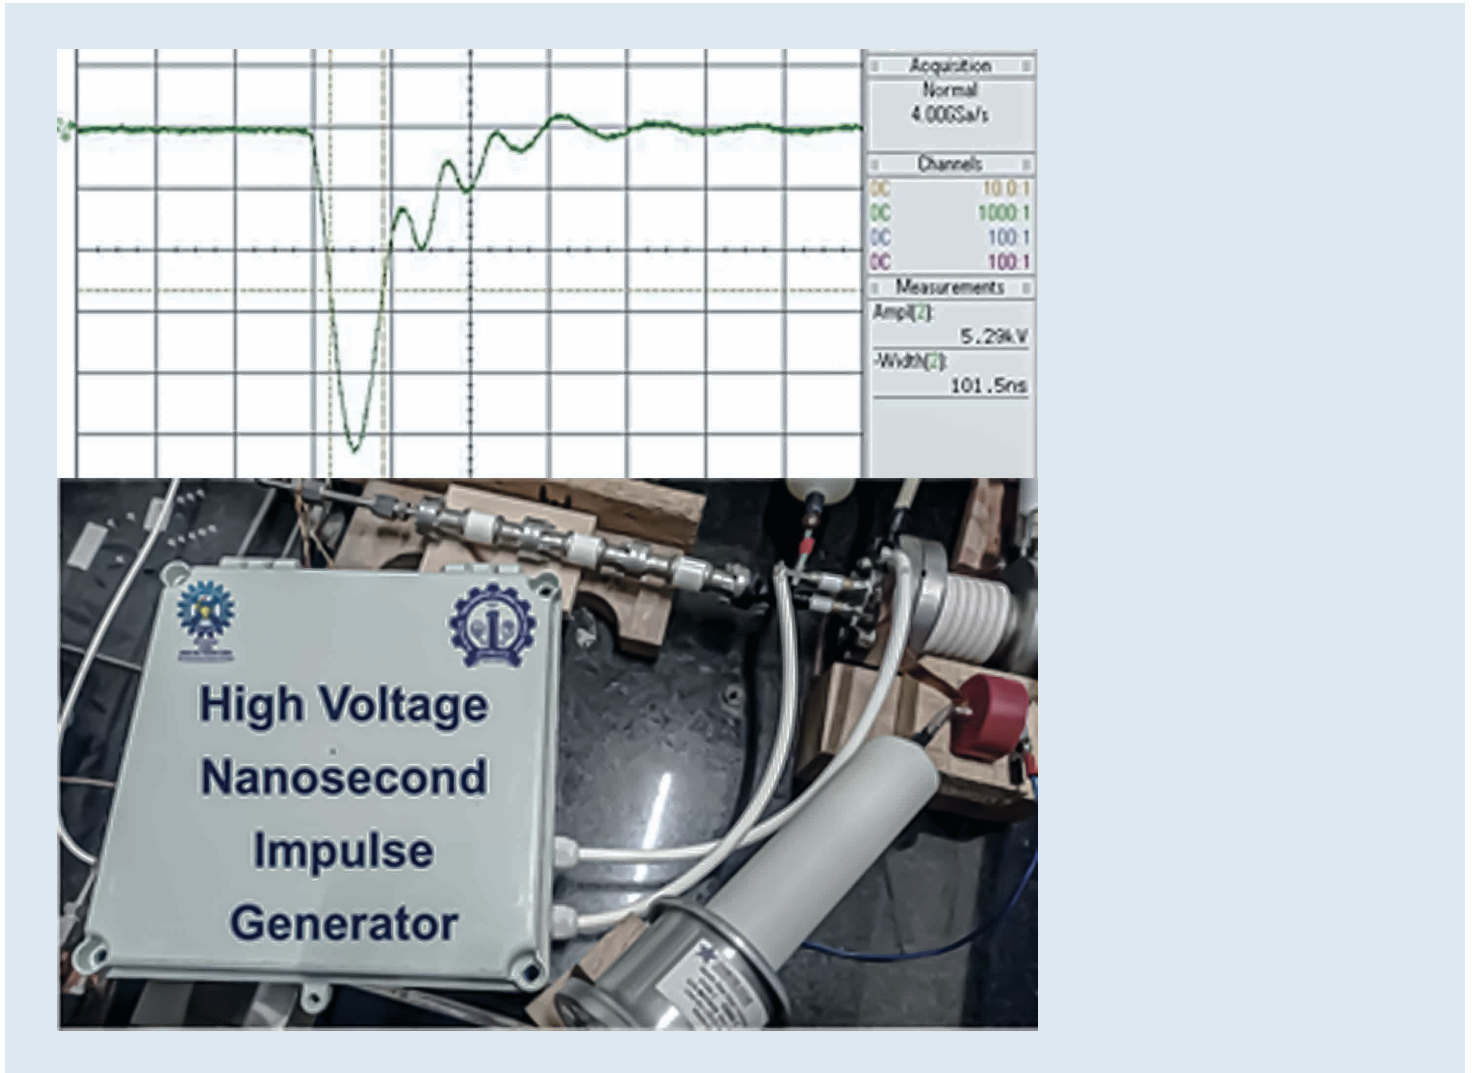 Acquisition
Normal
4.00GSa/s
Channels
DC 10.0:1
DC 1000:1
DC 100:1
DC 100:1
Measurements
Ampl(2):
5.29kV
-Width(2):
101.5ns
High Voltage
Nanosecond
Impulse
Generator